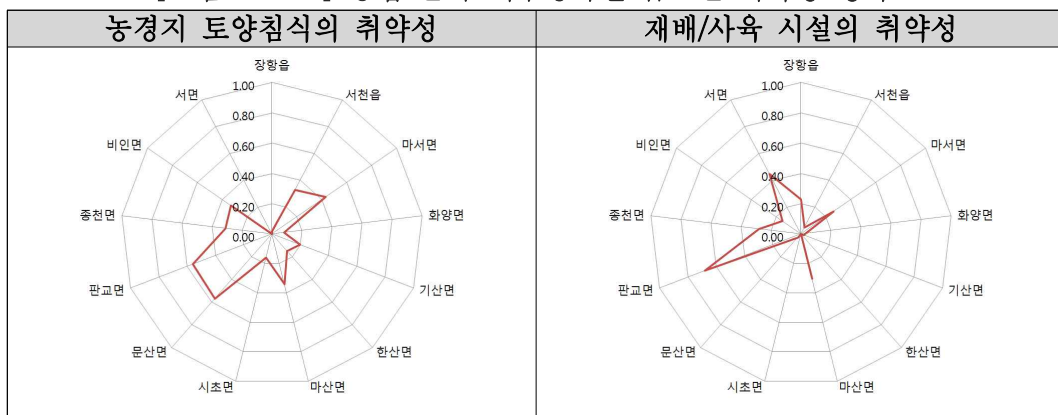 농경지 토양침식의 취약성
재배/사육 시설의 취약성
장항읍
1.00
서면
서천읍
0.80
비인면
마서면
0.60
0.40
종천면
0.20
화양면
0.00
판교면
기산면
문산면
한산면
시초면
마산면
장항읍
1.00
서면
서천읍
0.80
비인면
마서면
0.60
0.40
종천면
0.20
화양면
0.00
판교면
기산면
문산면
한산면
시초면
마산면